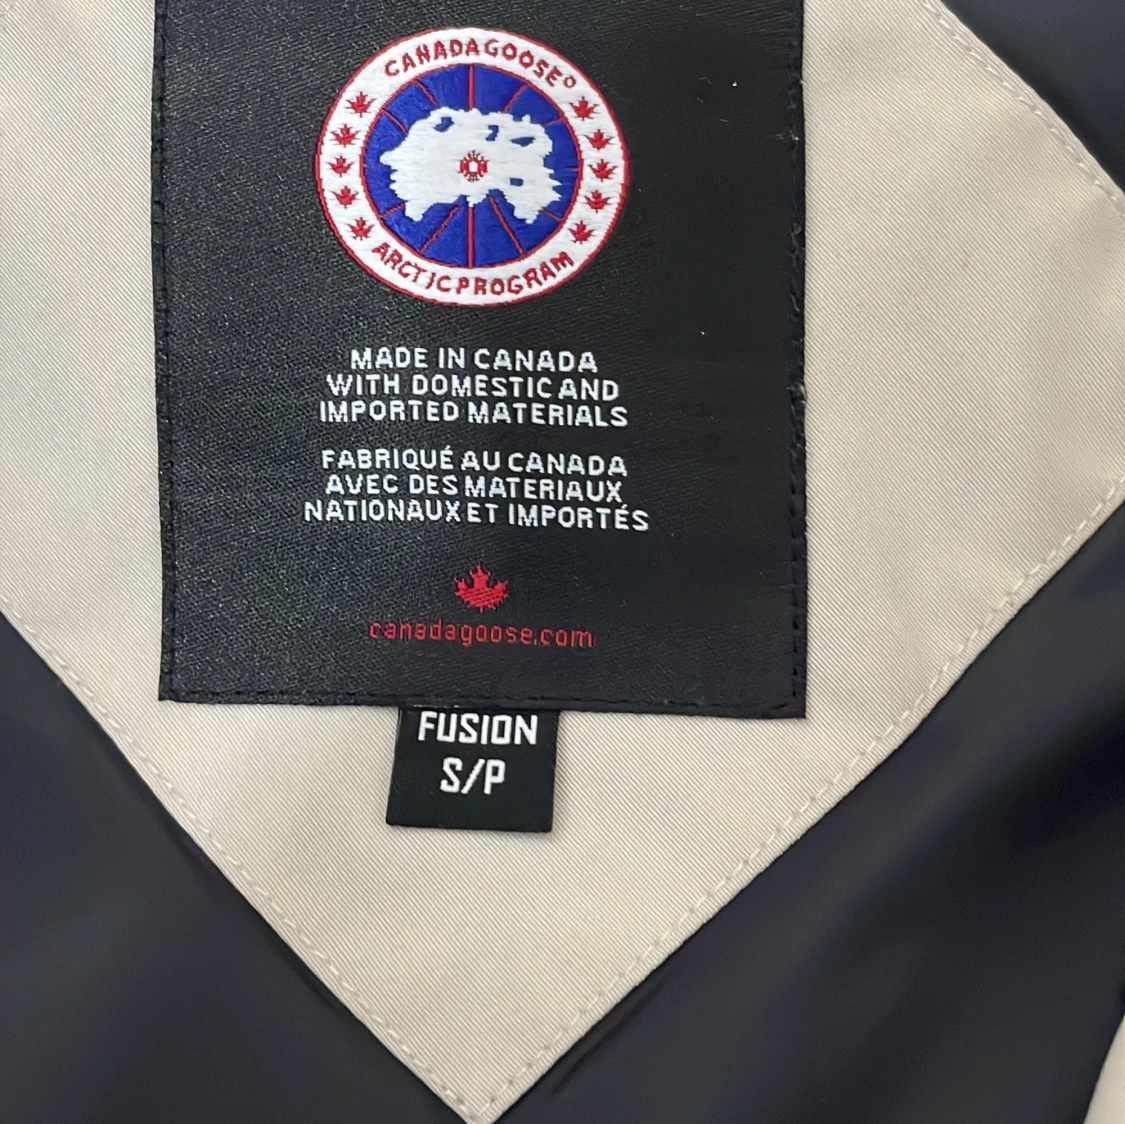 CANADA GOOSE®
ARCTIC PROGRAM
MADE IN CANADA
WITH DOMESTIC AND
IMPORTED MATERIALS
FABRIQUÉ AU CANADA
AVEC DES MATERIAUX
NATIONAUX ET IMPORTÉS
canadagoose.com
FUSION
S/P